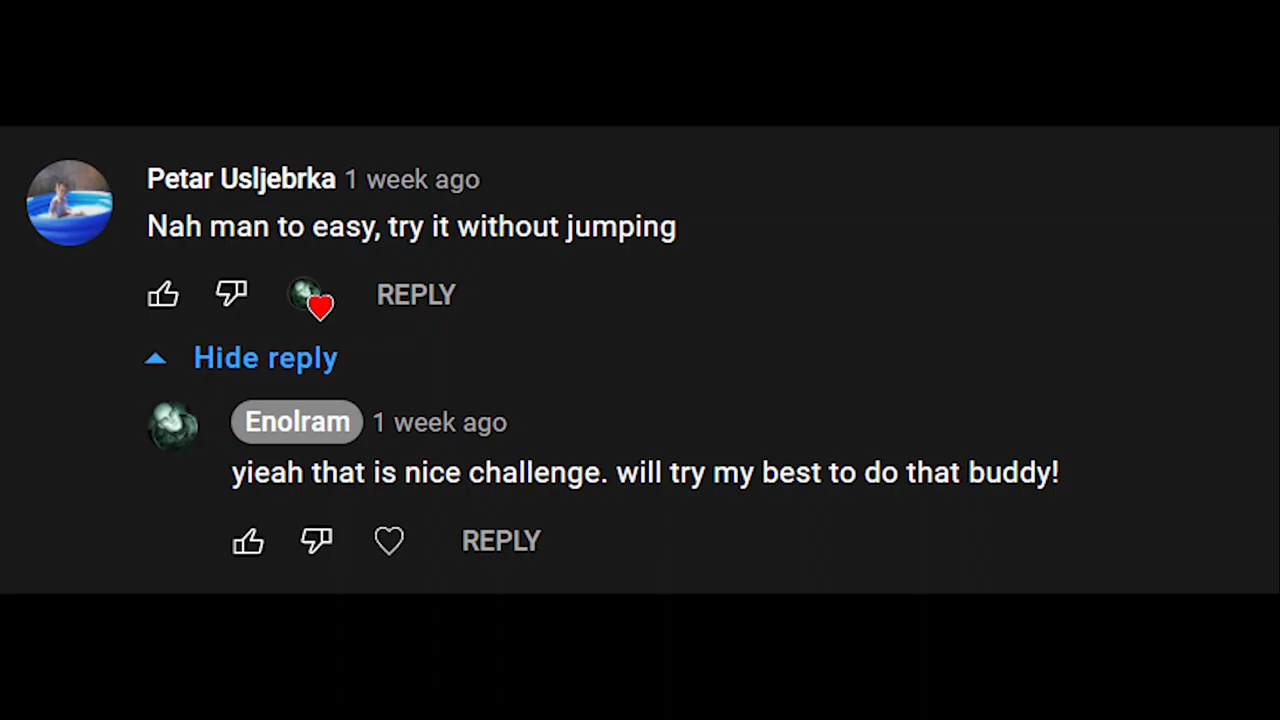 Petar Usljebrka 1 week ago
Nah man to easy, try it without jumping
REPLY
Hide reply
Enolram 1 week ago
yieah that is nice challenge. will try my best to do that buddy!
REPLY